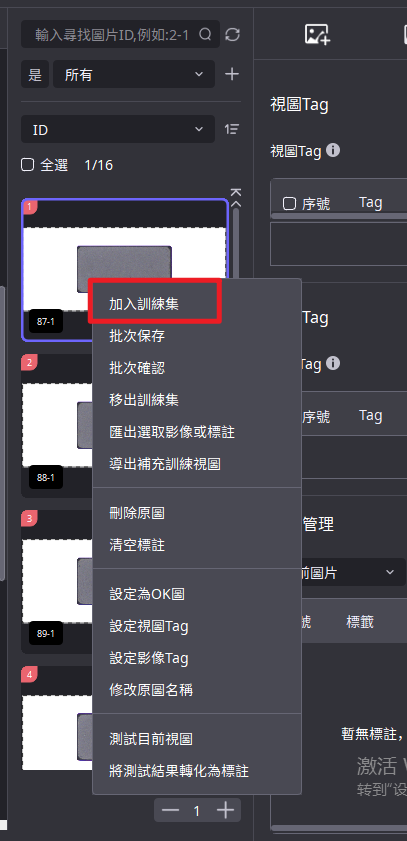 輸入尋找圖片ID,例如:2-1
是
所有
ID
全選 1/16
1
87-1
2
88-1
3
89-1
4
加入訓練集
批次保存
批次確認
移出訓練集
匯出選取影像或標註
導出補充訓練視圖
刪除原圖
清空標註
設定為OK圖
設定視圖Tag
設定影像Tag
修改原圖名稱
測試目前視圖
將測試結果轉化為標註
1
視圖Tag
視圖Tag
序號 Tag
Tag
Tag
序號 Tag
管理
前圖片
號 標籤
暫無標註,
激活 W
转到"设